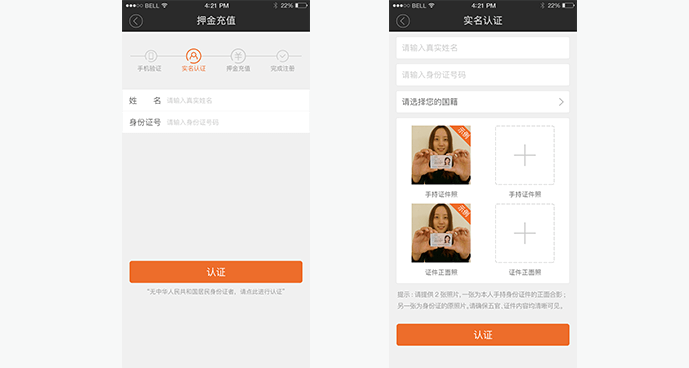 ●●●○○ BELL 4:21 PM 22%
押金充值
手机验证 实名认证 押金充值 完成注册
姓 名 请输入真实姓名
身份证号 请输入身份证号码
认证
“无中华人民共和国居民身份证者，请点此进行认证”
●●●○○ BELL 4:21 PM 22%
实名认证
请输入真实姓名
请输入身份证号码
请选择您的国籍
示例
手持证件照 手持证件照
示例
证件正面照 证件正面照
提示：请提供2张照片,一张为本人手持身份证件的正面合影；
另一张为身份证的原照片,请确保五官、证件内容均清晰可见。
认证